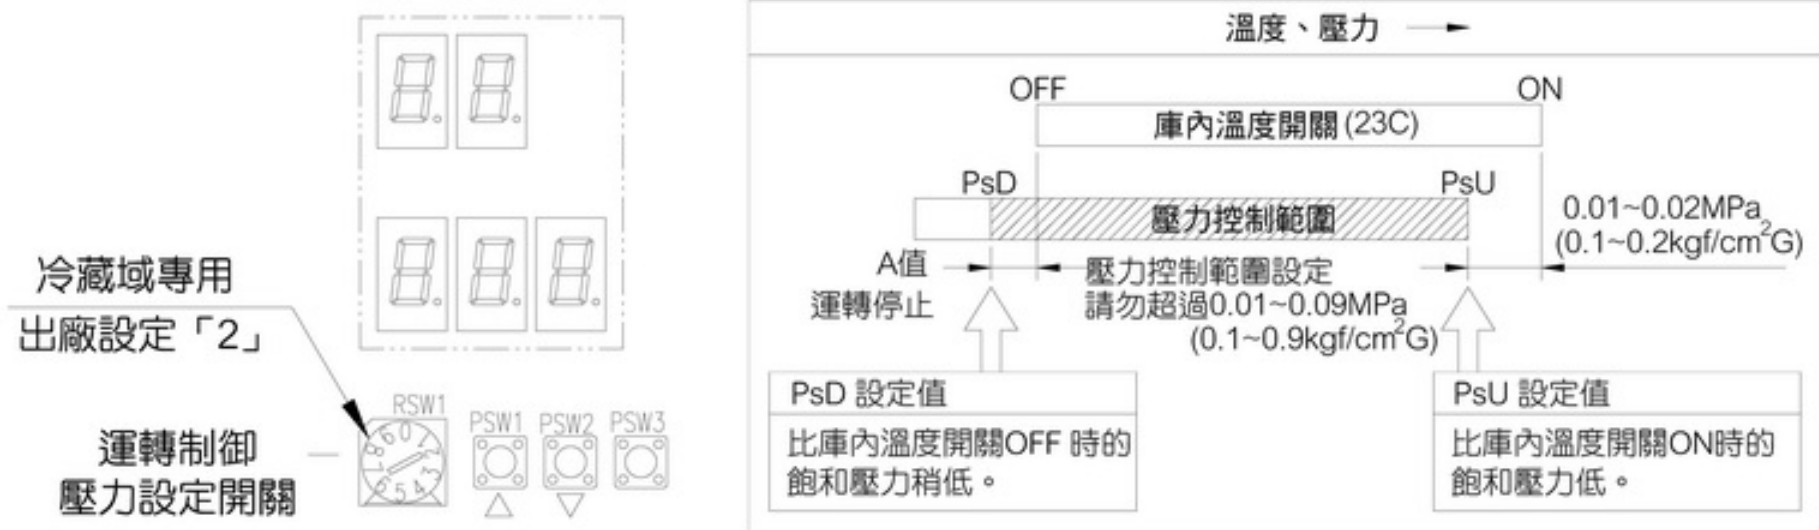 冷藏域專用
出廠設定「2」
運轉制御
壓力設定開關
RSW1
PSW1
PSW2
PSW3
溫度、壓力
OFF
ON
庫內溫度開關(23C)
PsD
PsU
壓力控制範圍
0.01~0.02MPa
(0.1~0.2kgf/cm²G)
A值
運轉停止
壓力控制範圍設定
請勿超過0.01~0.09MPa
(0.1~0.9kgf/cm²G)
PsD 設定值
比庫內溫度開關OFF 時的
飽和壓力稍低。
PsU 設定值
比庫內溫度開關ON時的
飽和壓力低。